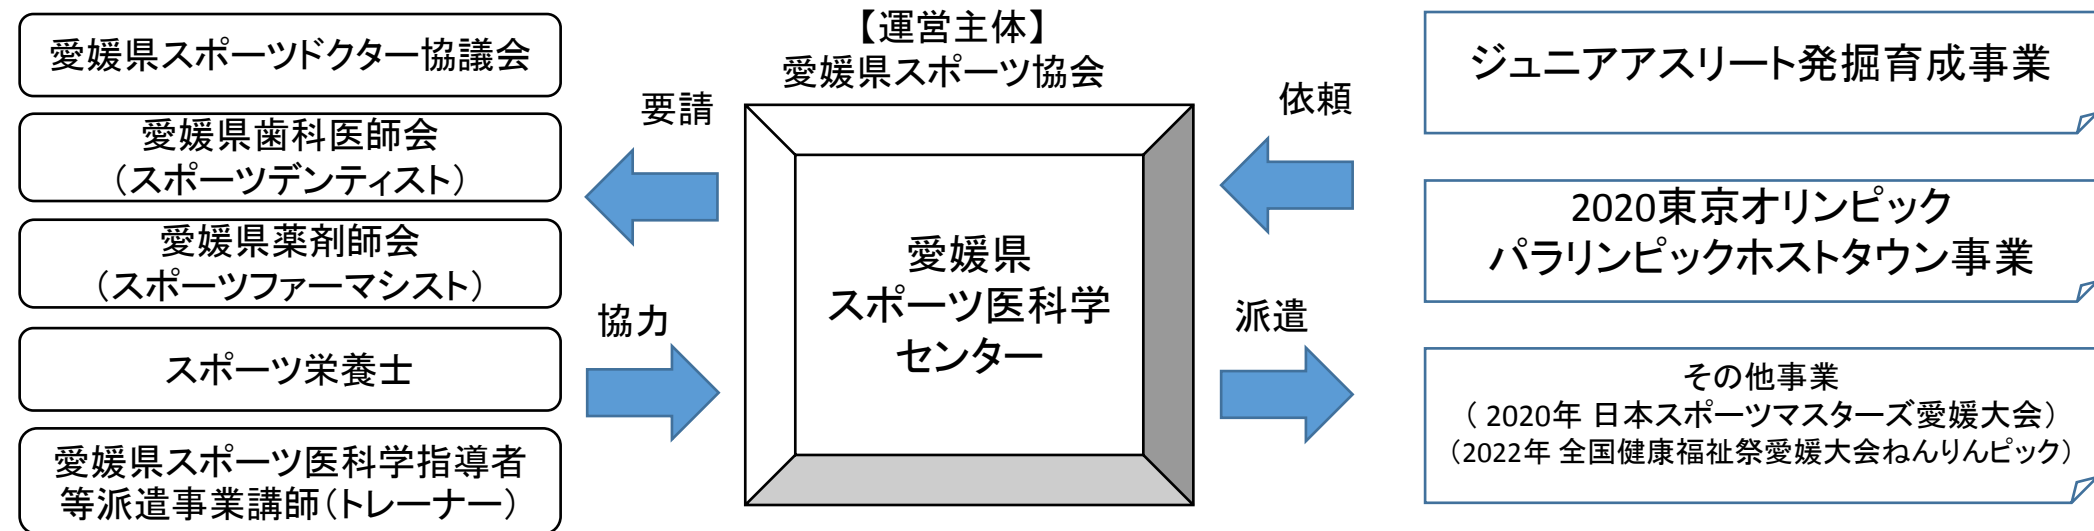 愛媛県スポーツドクター協議会
愛媛県歯科医師会
（スポーツデンティスト）
愛媛県薬剤師会
（スポーツファーマシスト）
スポーツ栄養士
愛媛県スポーツ医科学指導者
等派遣事業講師（トレーナー）
要請
協力
【運営主体】
愛媛県スポーツ協会
愛媛県
スポーツ医科学
センター
依頼
派遣
ジュニアアスリート発掘育成事業
2020東京オリンピック
パラリンピックホストタウン事業
その他事業
（ 2020年 日本スポーツマスターズ愛媛大会）
（2022年 全国健康福祉祭愛媛大会ねんりんピック）